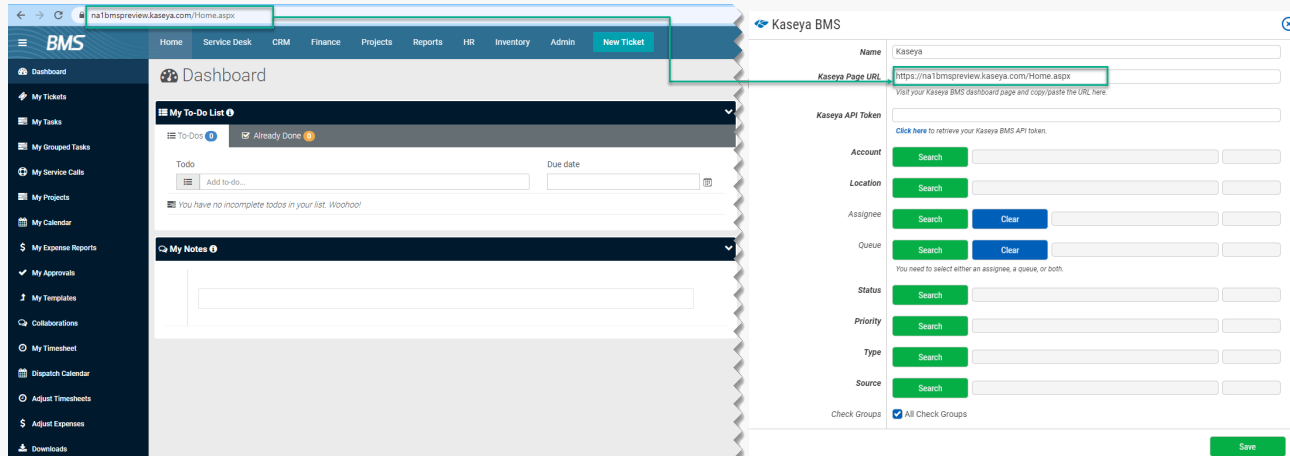 na1bmspreview.kaseya.com/Home.aspx
BMS
Home Service Desk CRM Finance Projects Reports HR Inventory Admin New Ticket
Dashboard
My Tickets
My Tasks
My Grouped Tasks
My Service Calls
My Projects
My Calendar
My Expense Reports
My Approvals
My Templates
Collaborations
My Timesheet
Dispatch Calendar
Adjust Timesheets
Adjust Expenses
Downloads
Dashboard
My To-Do List
To-Dos 0 Already Done 0
Todo Due date
Add to-do...
You have no incomplete todos in your list. Woohoo!
My Notes
Kaseya BMS
Name Kaseya
Kaseya Page URL https://na1bmspreview.kaseya.com/Home.aspx
Visit your Kaseya BMS dashboard page and copy/paste the URL here.
Kaseya API Token
Click here to retrieve your Kaseya BMS API token.
Account Search
Location Search
Assignee Search Clear
Queue Search Clear
You need to select either an assignee, a queue, or both.
Status Search
Priority Search
Type Search
Source Search
Check Groups All Check Groups
Save